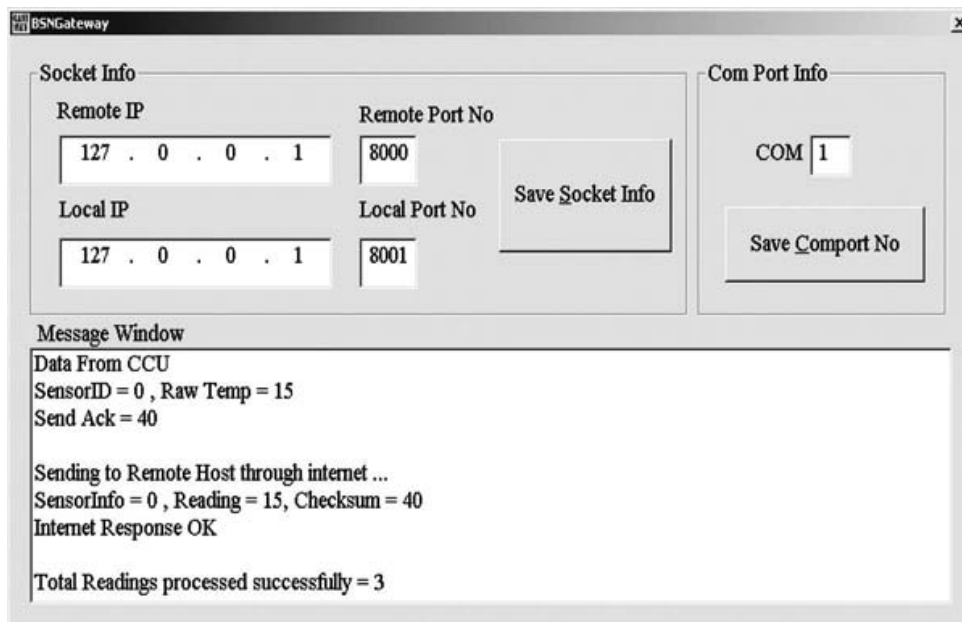 BSNGateway
Socket Info
Remote IP
127 . 0 . 0 . 1
Remote Port No
8000
Local IP
127 . 0 . 0 . 1
Local Port No
8001
Save Socket Info
Com Port Info
COM 1
Save Comport No
Message Window
Data From CCU
SensorID = 0 , Raw Temp = 15
Send Ack = 40
Sending to Remote Host through internet ...
SensorInfo = 0 , Reading = 15, Checksum = 40
Internet Response OK
Total Readings processed successfully = 3